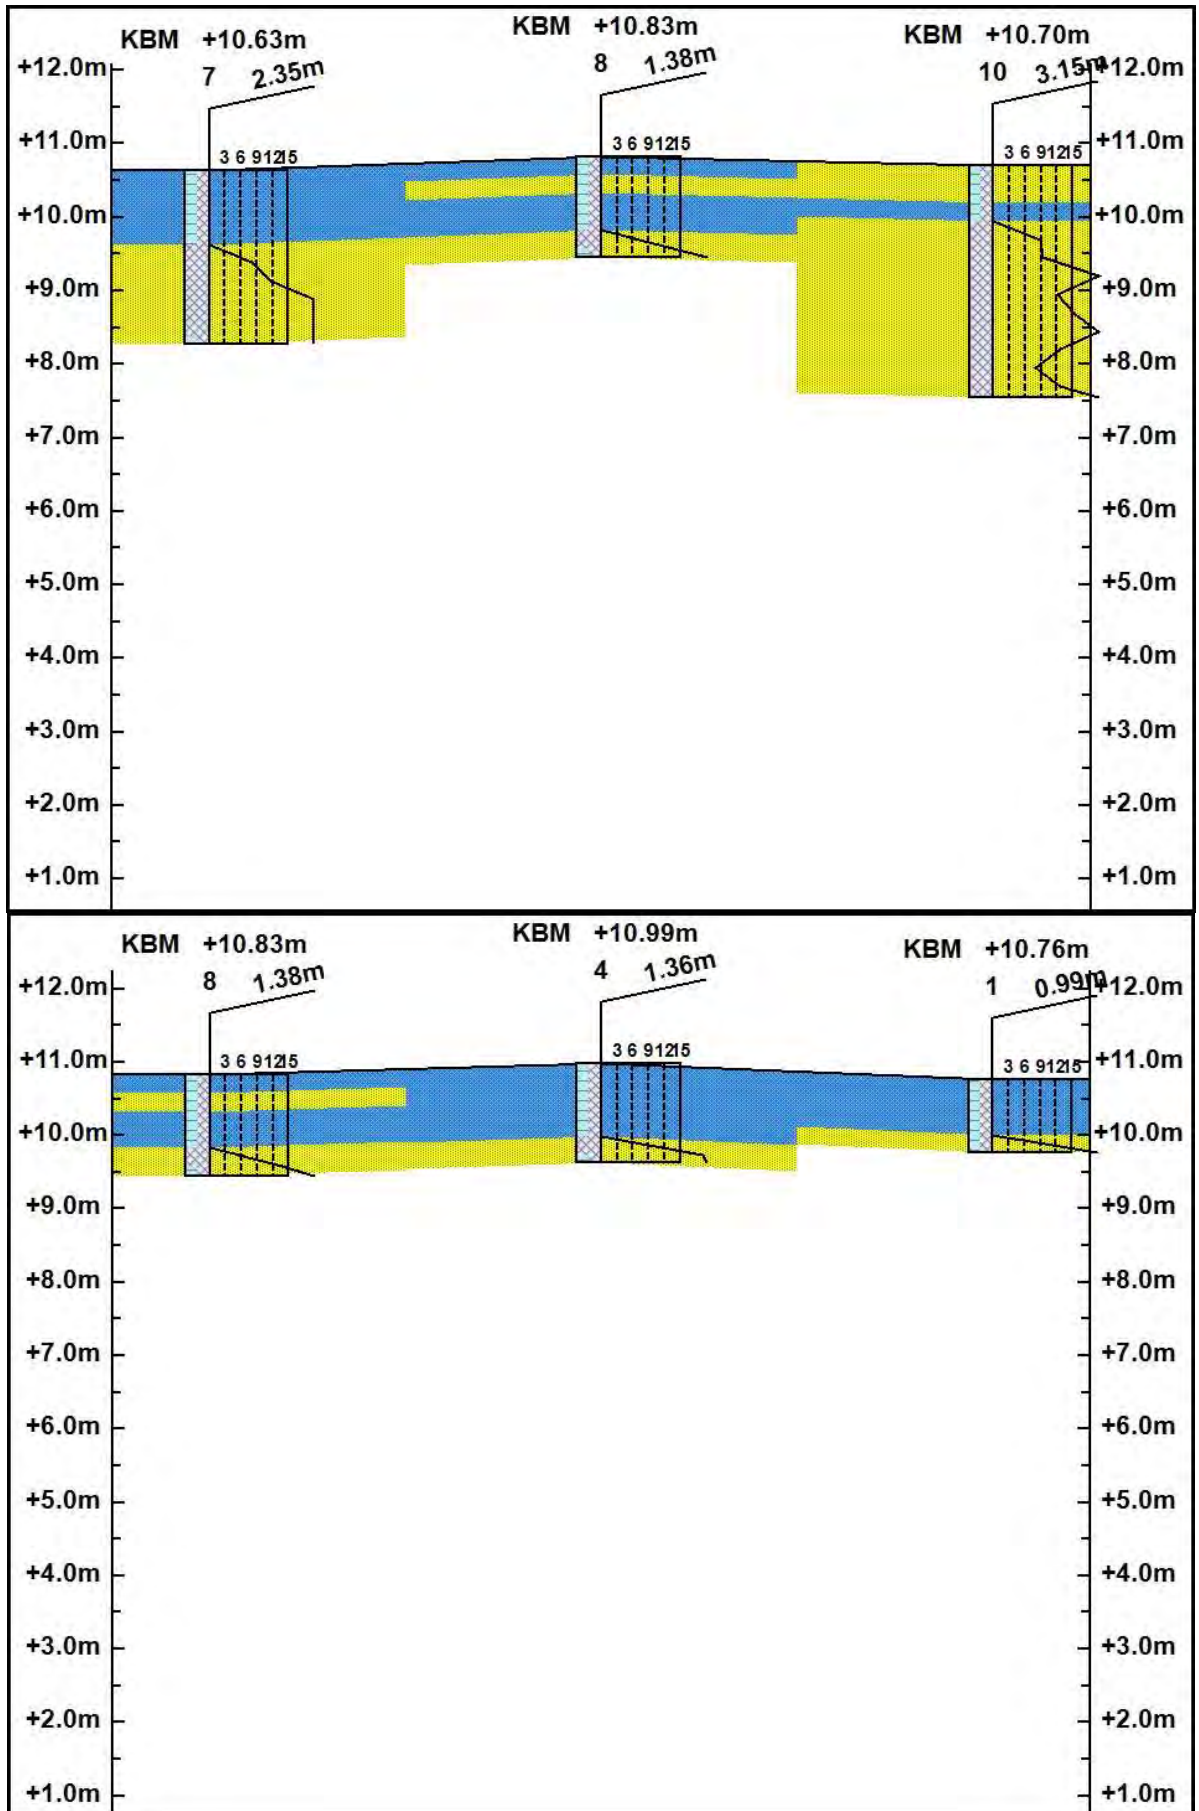 KBM +10.63m
KBM +10.83m
KBM +10.70m
7 2.35m
8 1.38m
10 3.15m
+12.0m +12.0m
+11.0m 3 6 9 12 15 3 6 9 12 15 3 6 9 12 15 +11.0m
+10.0m +10.0m
+9.0m +9.0m
+8.0m +8.0m
+7.0m +7.0m
+6.0m +6.0m
+5.0m +5.0m
+4.0m +4.0m
+3.0m +3.0m
+2.0m +2.0m
+1.0m +1.0m
KBM +10.83m
KBM +10.99m
KBM +10.76m
8 1.38m
4 1.36m
1 0.99m
+12.0m +12.0m
+11.0m 3 6 9 12 15 3 6 9 12 15 3 6 9 12 15 +11.0m
+10.0m +10.0m
+9.0m +9.0m
+8.0m +8.0m
+7.0m +7.0m
+6.0m +6.0m
+5.0m +5.0m
+4.0m +4.0m
+3.0m +3.0m
+2.0m +2.0m
+1.0m +1.0m